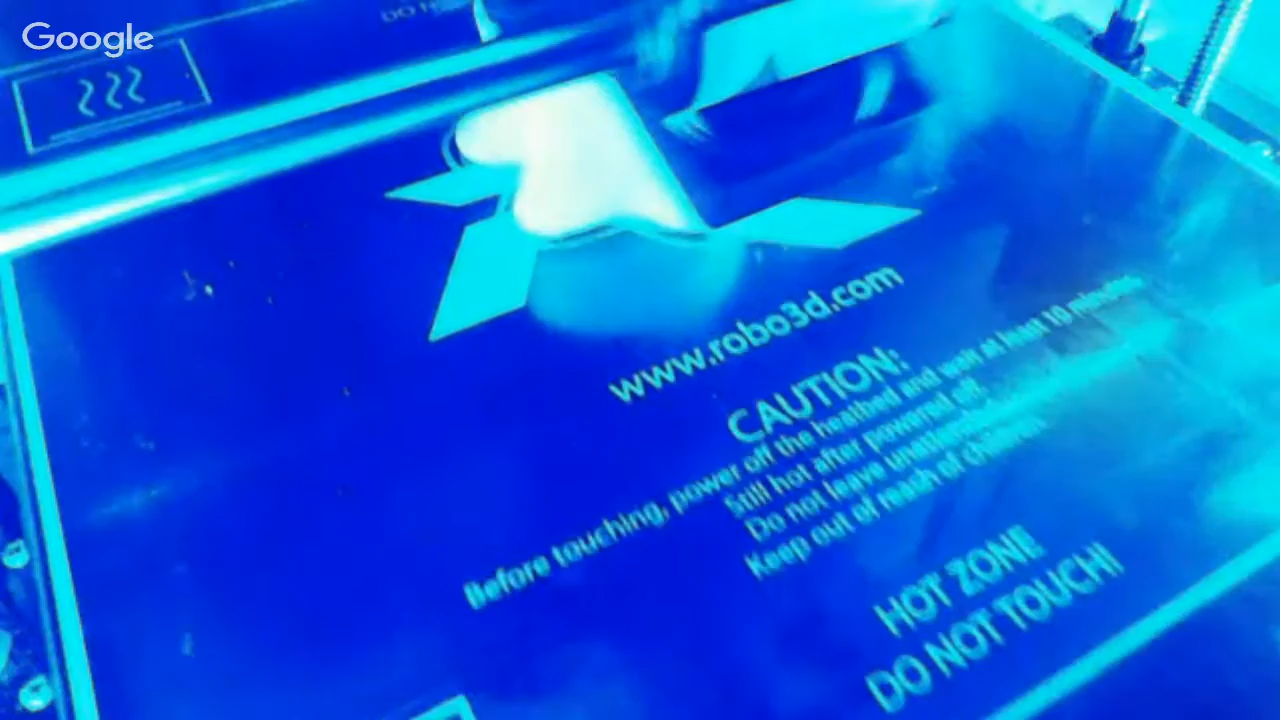 Google
DO
www.robo3d.com
CAUTION:
Before touching, power off the heatbed and wait at least 10 minutes
Still hot after powered off.
Do not leave
Keep out of reach of children.
HOT ZONE
DO NOT TOUCH!